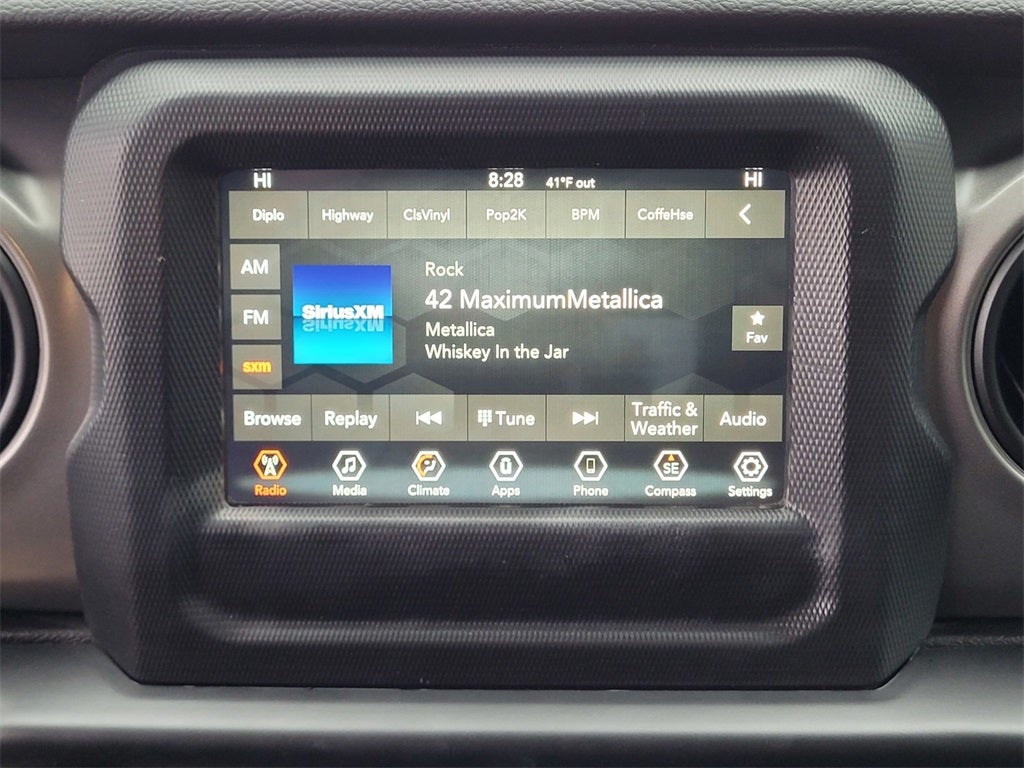 HI 8:28 41°F out HI
Diplo Highway ClsVinyl Pop2K BPM CoffeHse
AM
FM
sxm
SiriusXM
Rock
42 MaximumMetallica
Metallica
Whiskey In the Jar
Fav
Browse Replay Tune Traffic & Weather Audio
Radio Media Climate Apps Phone SE Compass Settings